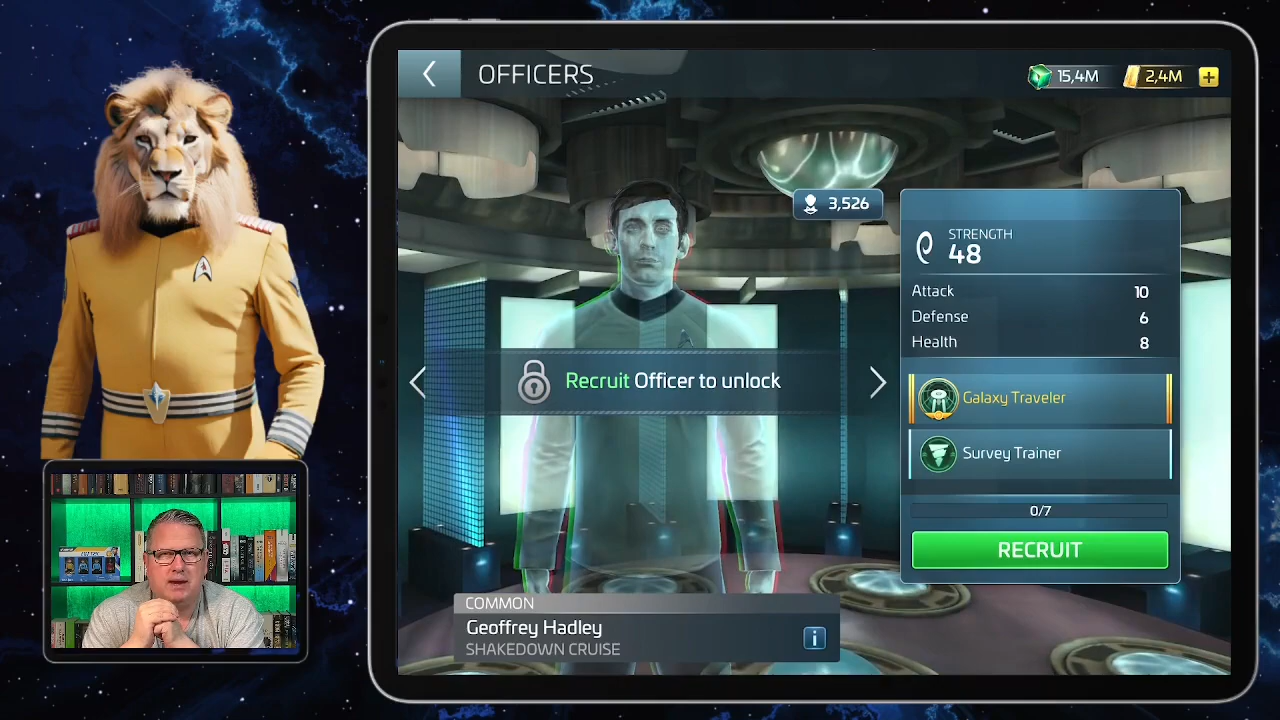 OFFICERS
15,4M
2,4M
3,526
STRENGTH
48
Attack 10
Defense 6
Health 8
Recruit Officer to unlock
Galaxy Traveler
Survey Trainer
0/7
RECRUIT
COMMON
Geoffrey Hadley
SHAKEDOWN CRUISE